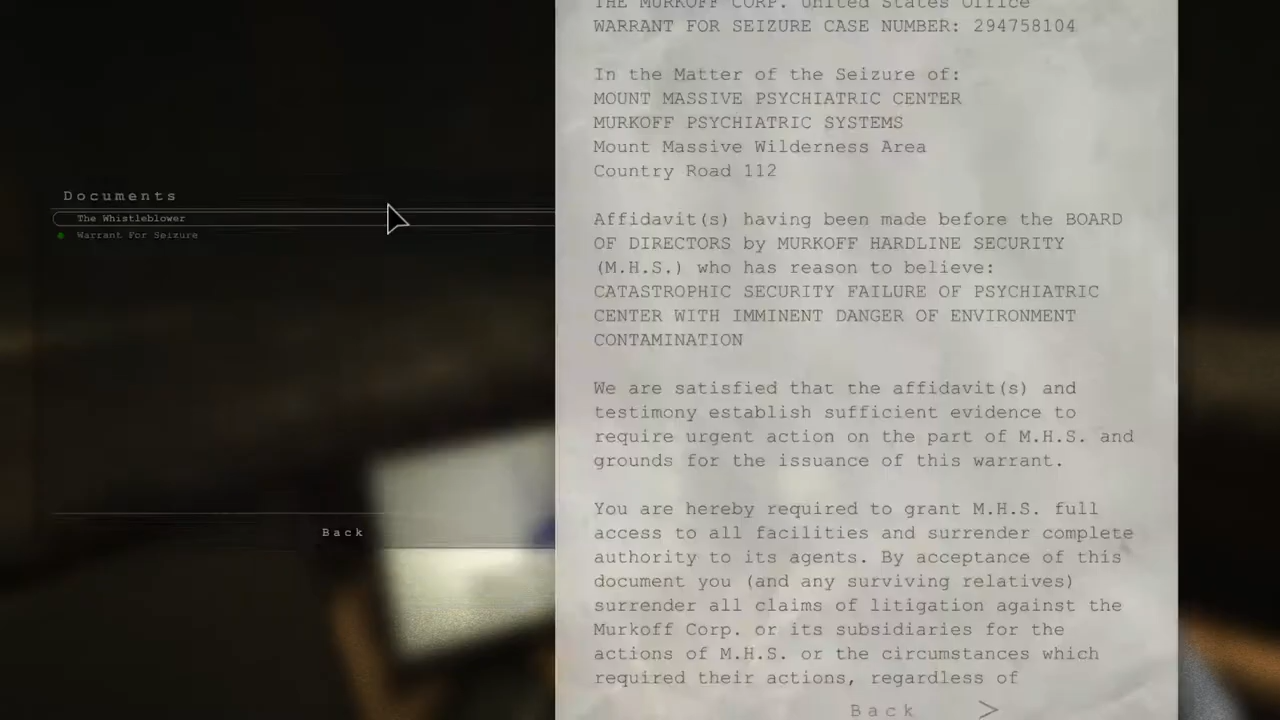 Documents
The Whistleblower
Warrant For Seizure
Back
THE MURKOFF CORP. United States Office
WARRANT FOR SEIZURE CASE NUMBER: 294758104
In the Matter of the Seizure of:
MOUNT MASSIVE PSYCHIATRIC CENTER
MURKOFF PSYCHIATRIC SYSTEMS
Mount Massive Wilderness Area
Country Road 112
Affidavit(s) having been made before the BOARD
OF DIRECTORS by MURKOFF HARDLINE SECURITY
(M.H.S.) who has reason to believe:
CATASTROPHIC SECURITY FAILURE OF PSYCHIATRIC
CENTER WITH IMMINENT DANGER OF ENVIRONMENT
CONTAMINATION
We are satisfied that the affidavit(s) and
testimony establish sufficient evidence to
require urgent action on the part of M.H.S. and
grounds for the issuance of this warrant.
You are hereby required to grant M.H.S. full
access to all facilities and surrender complete
authority to its agents. By acceptance of this
document you (and any surviving relatives)
surrender all claims of litigation against the
Murkoff Corp. or its subsidiaries for the
actions of M.H.S. or the circumstances which
required their actions, regardless of
Back >